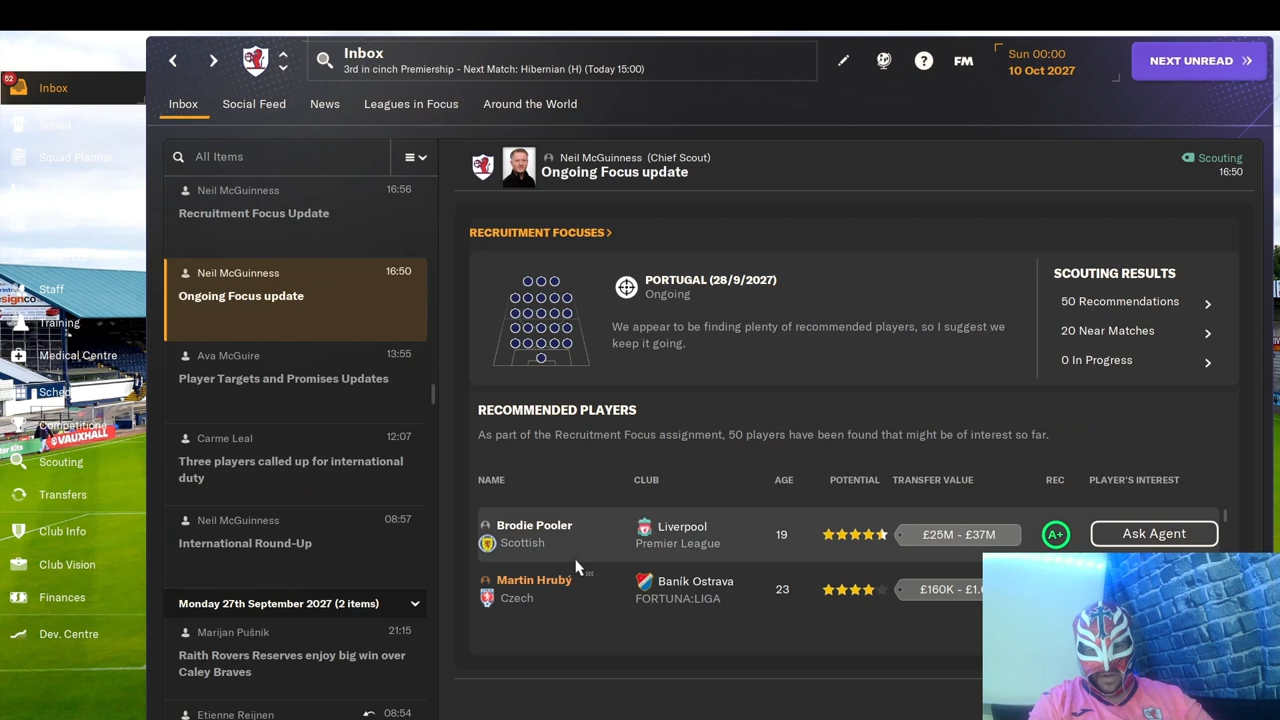 Inbox
3rd in cinch Premiership - Next Match: Hibernian (H) (Today 15:00)
?
FM
Sun 00:00
10 Oct 2027
NEXT UNREAD
52
Inbox
Squad
Squad Planner
Staff
Training
Medical Centre
Sched
Competitions
VAUXHALL
Scouting
Transfers
Club Info
Club Vision
Finances
Dev. Centre
Inbox
Social Feed
News
Leagues in Focus
Around the World
All Items
Neil McGuinness
16:56
Recruitment Focus Update
Neil McGuinness
16:50
Ongoing Focus update
Ava McGuire
13:55
Player Targets and Promises Updates
Carme Leal
12:07
Three players called up for international
duty
Neil McGuinness
08:57
International Round-Up
Monday 27th September 2027 (2 items)
Marijan Pušnik
21:15
Raith Rovers Reserves enjoy big win over
Caley Braves
Etienne Reijnen
08:54
Neil McGuinness (Chief Scout)
Ongoing Focus update
Scouting
16:50
RECRUITMENT FOCUSES >
PORTUGAL (28/9/2027)
Ongoing
We appear to be finding plenty of recommended players, so I suggest we
keep it going.
SCOUTING RESULTS
50 Recommendations
20 Near Matches
0 In Progress
RECOMMENDED PLAYERS
As part of the Recruitment Focus assignment, 50 players have been found that might be of interest so far.
NAME CLUB AGE POTENTIAL TRANSFER VALUE REC PLAYER'S INTEREST
Brodie Pooler
Scottish
Liverpool
Premier League
19
£25M - £37M
A+
Ask Agent
Martin Hrubý
Czech
Baník Ostrava
FORTUNA:LIGA
23
£160K - £1.